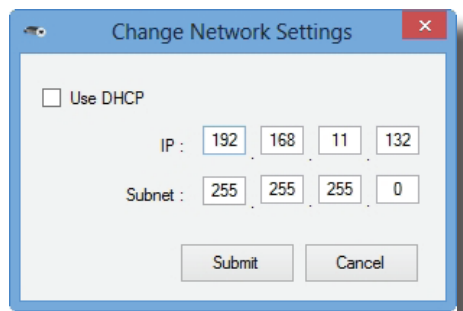 Change Network Settings
Use DHCP
IP : 192 . 168 . 11 . 132
Subnet : 255 . 255 . 255 . 0
Submit Cancel